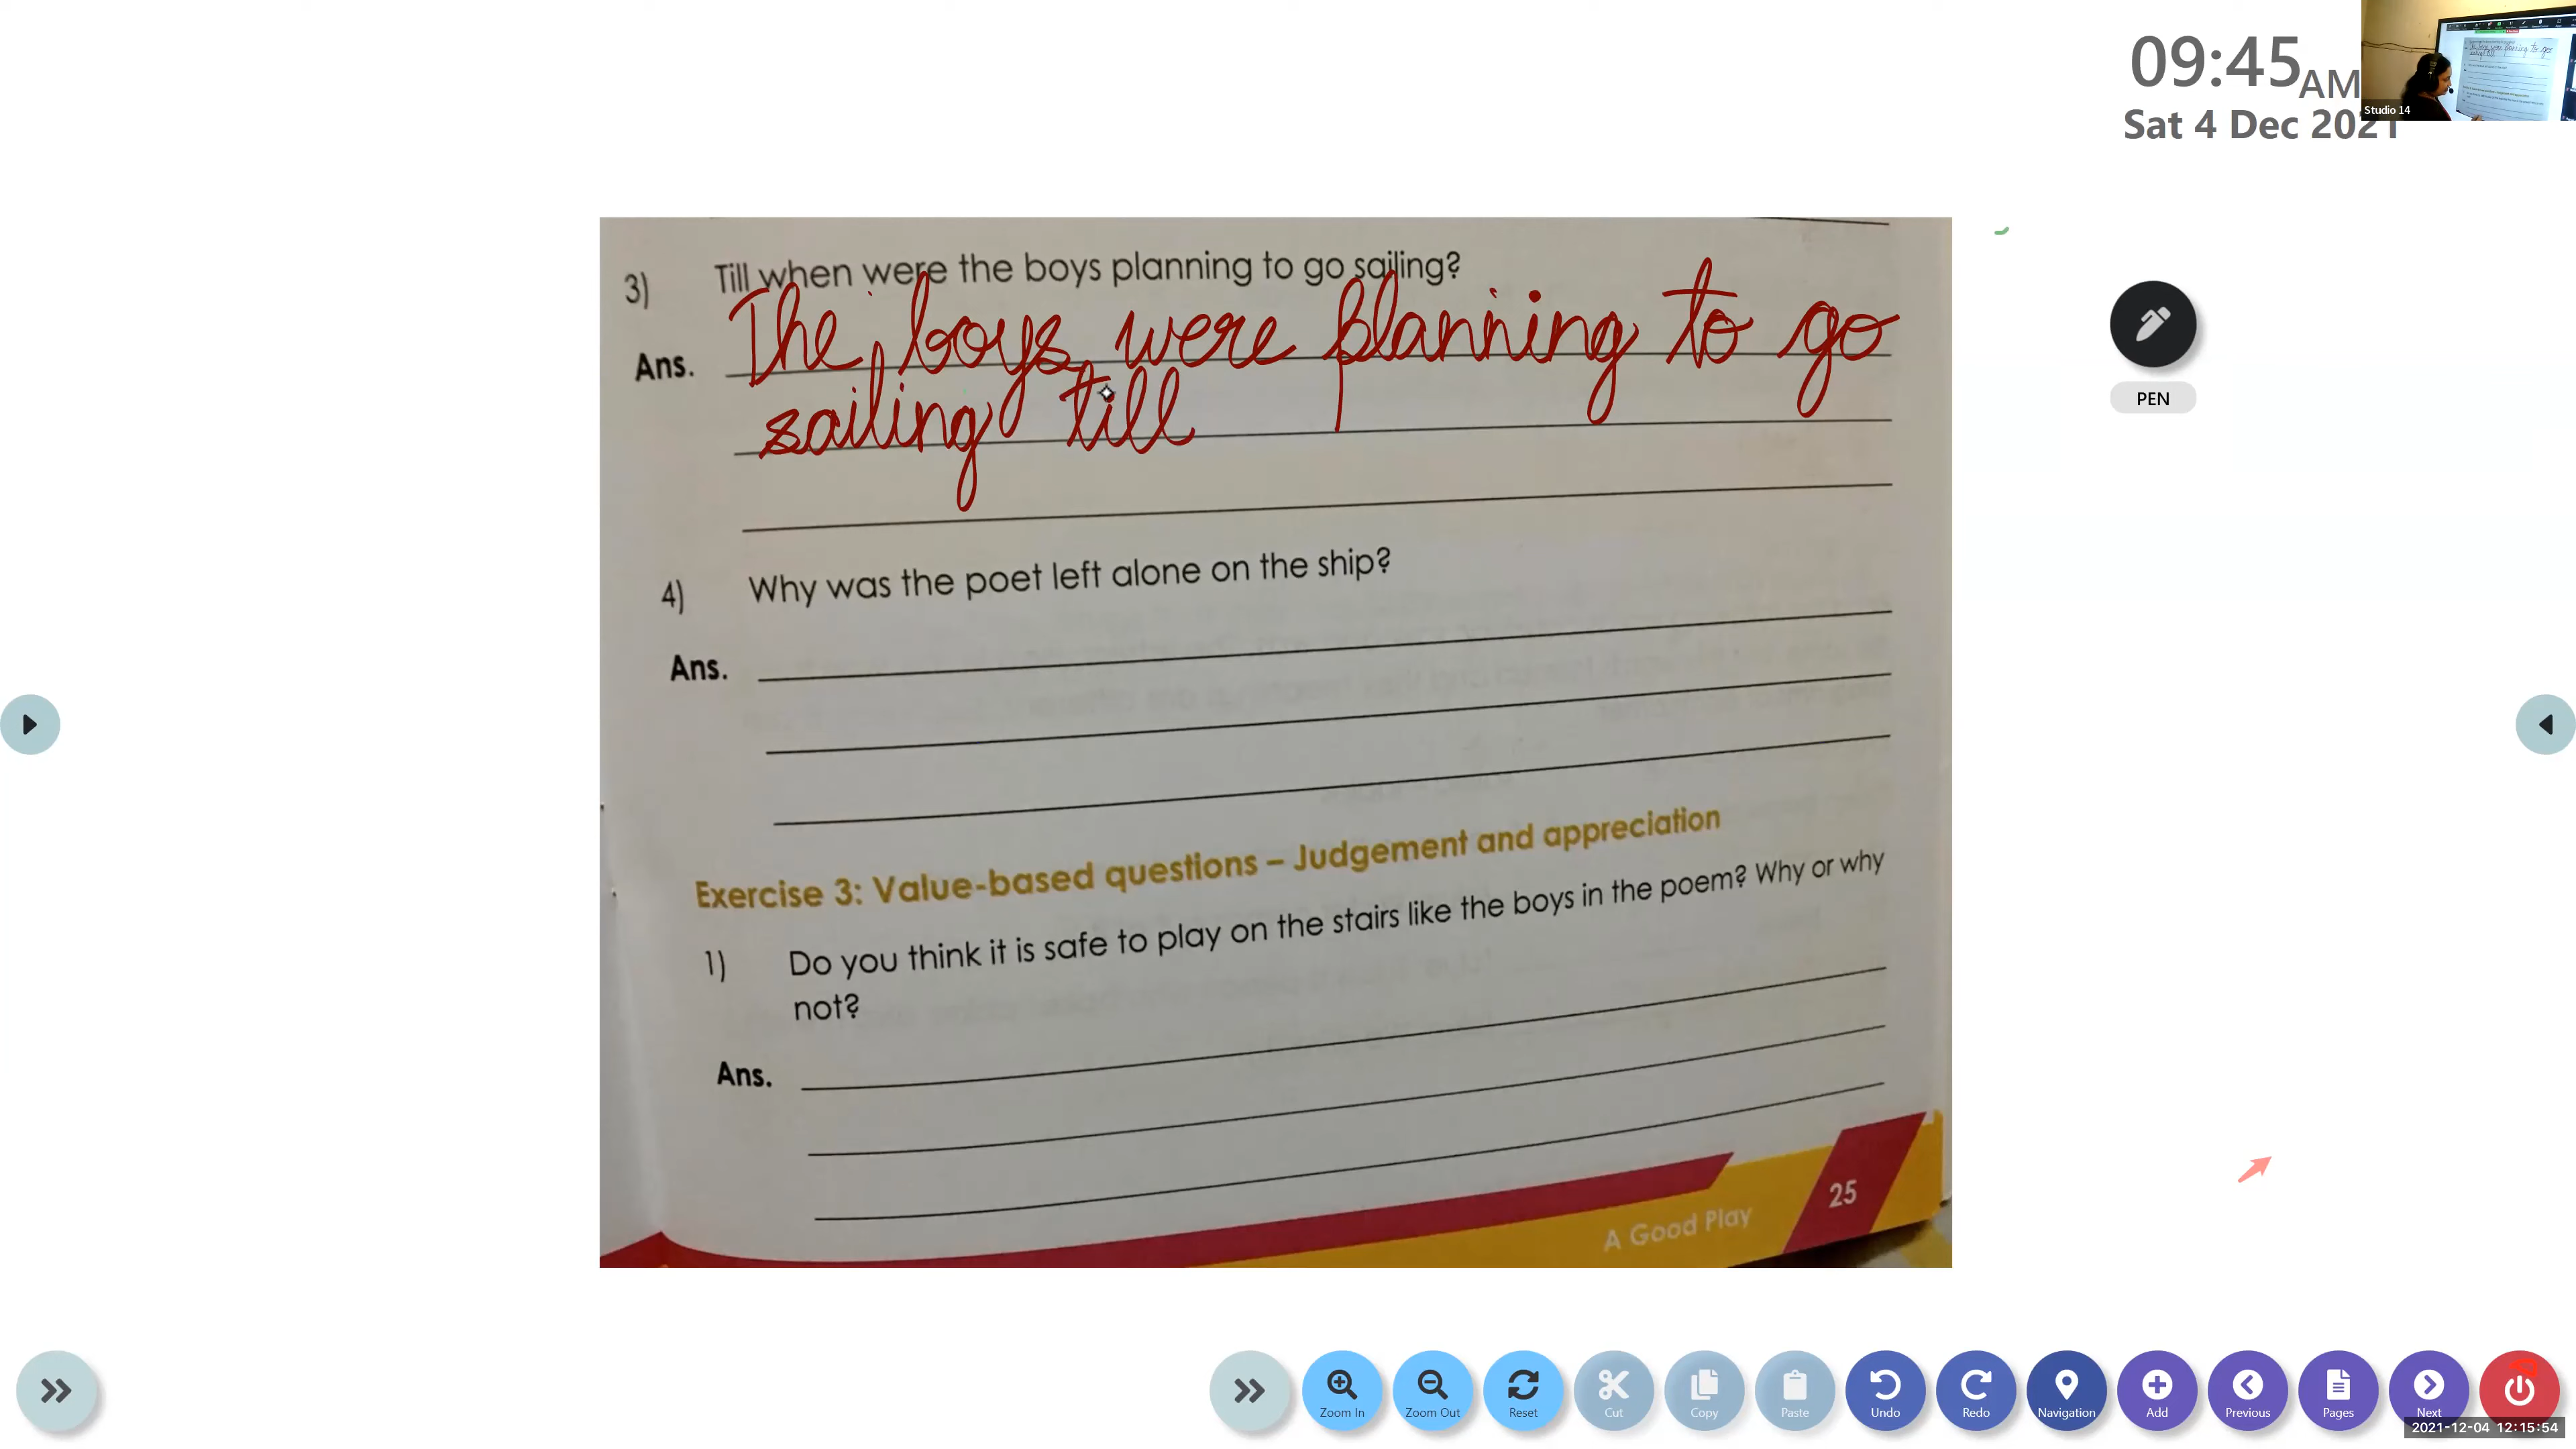 09:45 AM
Sat 4 Dec 2021
Studio 14
3) Till when were the boys planning to go sailing?
Ans. The boys were planning to go
sailing till
4) Why was the poet left alone on the ship?
Ans.
Exercise 3: Value-based questions – Judgement and appreciation
1) Do you think it is safe to play on the stairs like the boys in the poem? Why or why
not?
Ans.
A Good Play 25
PEN
Zoom In Zoom Out Reset Cut Copy Paste Undo Redo Navigation Add Previous Pages Next
2021-12-04 12:15:54